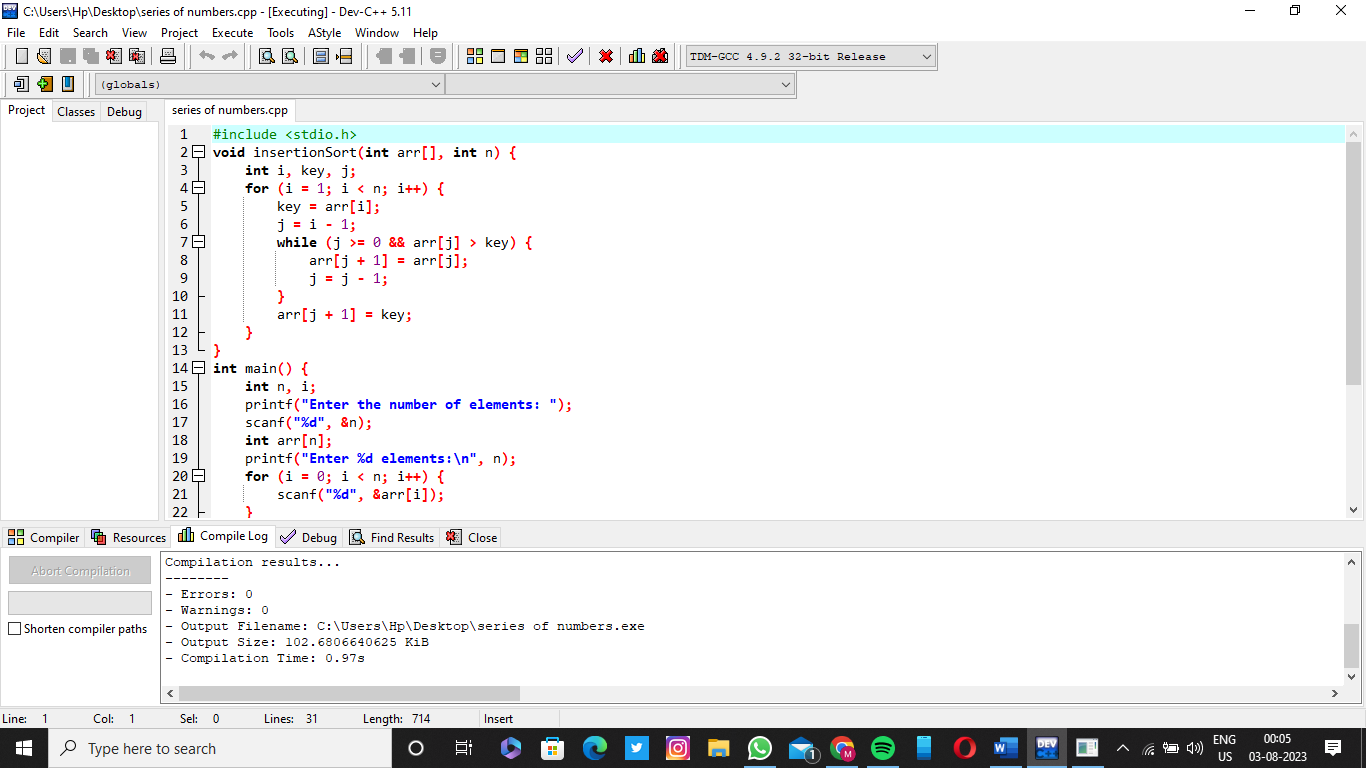 C:\Users\Hp\Desktop\series of numbers.cpp - [Executing] - Dev-C++ 5.11
File Edit Search View Project Execute Tools AStyle Window Help
TDM-GCC 4.9.2 32-bit Release
(globals)
Project Classes Debug
series of numbers.cpp
1 #include <stdio.h>
2 void insertionSort(int arr[], int n) {
3 int i, key, j;
4 for (i = 1; i < n; i++) {
5 key = arr[i];
6 j = i - 1;
7 while (j >= 0 && arr[j] > key) {
8 arr[j + 1] = arr[j];
9 j = j - 1;
10 }
11 arr[j + 1] = key;
12 }
13 }
14 int main() {
15 int n, i;
16 printf("Enter the number of elements: ");
17 scanf("%d", &n);
18 int arr[n];
19 printf("Enter %d elements:\n", n);
20 for (i = 0; i < n; i++) {
21 scanf("%d", &arr[i]);
22 }
Compiler Resources Compile Log Debug Find Results Close
Abort Compilation
Shorten compiler paths
Compilation results...
--------
- Errors: 0
- Warnings: 0
- Output Filename: C:\Users\Hp\Desktop\series of numbers.exe
- Output Size: 102.6806640625 KiB
- Compilation Time: 0.97s
Line: 1 Col: 1 Sel: 0 Lines: 31 Length: 714 Insert
Type here to search
1
M
W
DEV
C++
ENG
US
00:05
03-08-2023